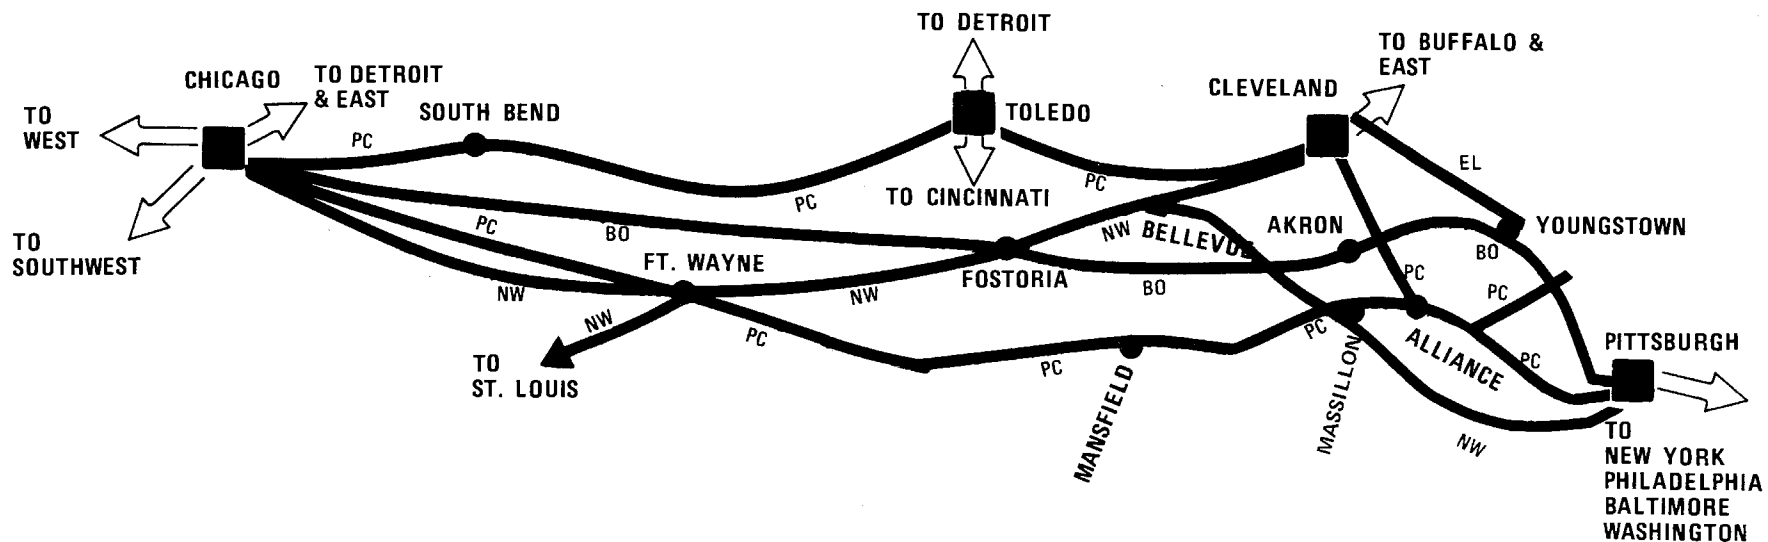 TO DETROIT
TO BUFFALO &
EAST
CHICAGO
TO DETROIT
& EAST
CLEVELAND
TO
WEST
SOUTH BEND
TOLEDO
PC
EL
PC
PC
TO CINCINNATI
PC
BO
NW
BELLEVUE
AKRON
YOUNGSTOWN
TO
SOUTHWEST
FT. WAYNE
FOSTORIA
BO
PC
PC
NW
NW
BO
NW
PC
PC
PC
MANSFIELD
MASSILLON
ALLIANCE
PC
PITTSBURGH
TO
ST. LOUIS
NW
TO
NEW YORK
PHILADELPHIA
BALTIMORE
WASHINGTON